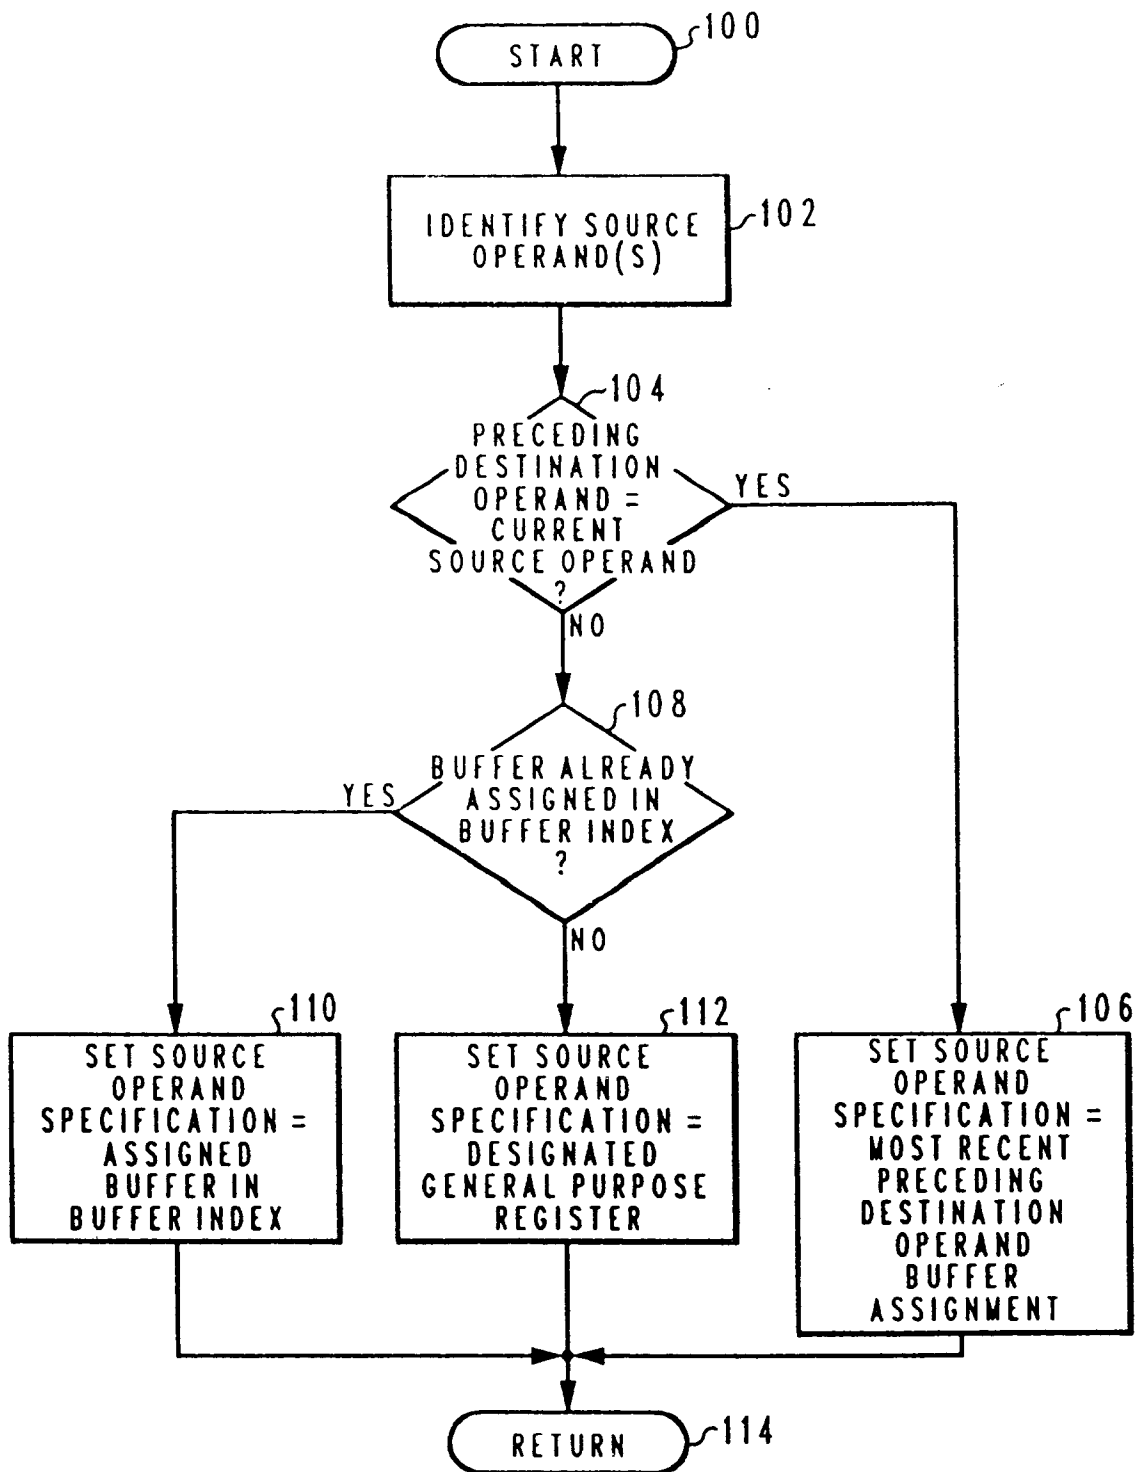 START
100
IDENTIFY SOURCE
OPERAND(S)
102
104
PRECEDING
DESTINATION
OPERAND =
CURRENT
SOURCE OPERAND
?
YES
NO
108
BUFFER ALREADY
ASSIGNED IN
BUFFER INDEX
?
YES
NO
110
SET SOURCE
OPERAND
SPECIFICATION =
ASSIGNED
BUFFER IN
BUFFER INDEX
112
SET SOURCE
OPERAND
SPECIFICATION =
DESIGNATED
GENERAL PURPOSE
REGISTER
106
SET SOURCE
OPERAND
SPECIFICATION =
MOST RECENT
PRECEDING
DESTINATION
OPERAND
BUFFER
ASSIGNMENT
RETURN
114